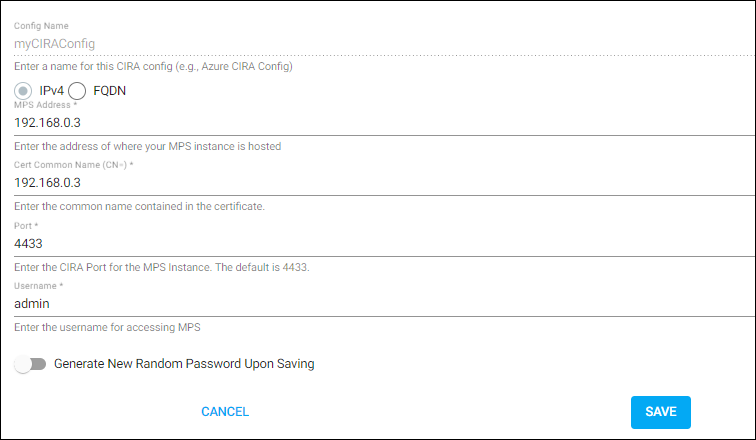 Config Name
myCIRAConfig
Enter a name for this CIRA config (e.g., Azure CIRA Config)
IPv4 FQDN
MPS Address *
192.168.0.3
Enter the address of where your MPS instance is hosted
Cert Common Name (CN=) *
192.168.0.3
Enter the common name contained in the certificate.
Port *
4433
Enter the CIRA Port for the MPS Instance. The default is 4433.
Username *
admin
Enter the username for accessing MPS
Generate New Random Password Upon Saving
CANCEL SAVE